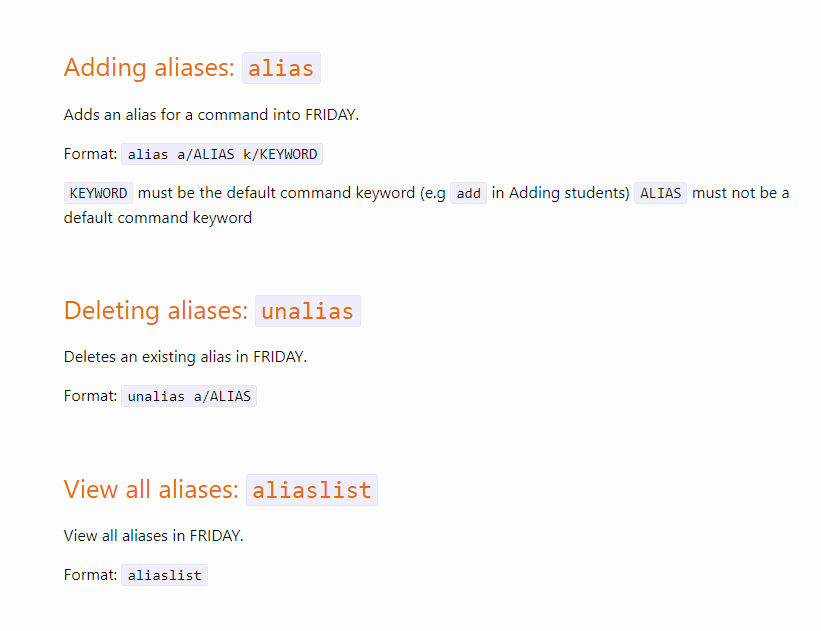 Adding aliases: alias
Adds an alias for a command into FRIDAY.
Format: alias a/ALIAS k/KEYWORD
KEYWORD must be the default command keyword (e.g add in Adding students) ALIAS must not be a
default command keyword
Deleting aliases: unalias
Deletes an existing alias in FRIDAY.
Format: unalias a/ALIAS
View all aliases: aliaslist
View all aliases in FRIDAY.
Format: aliaslist